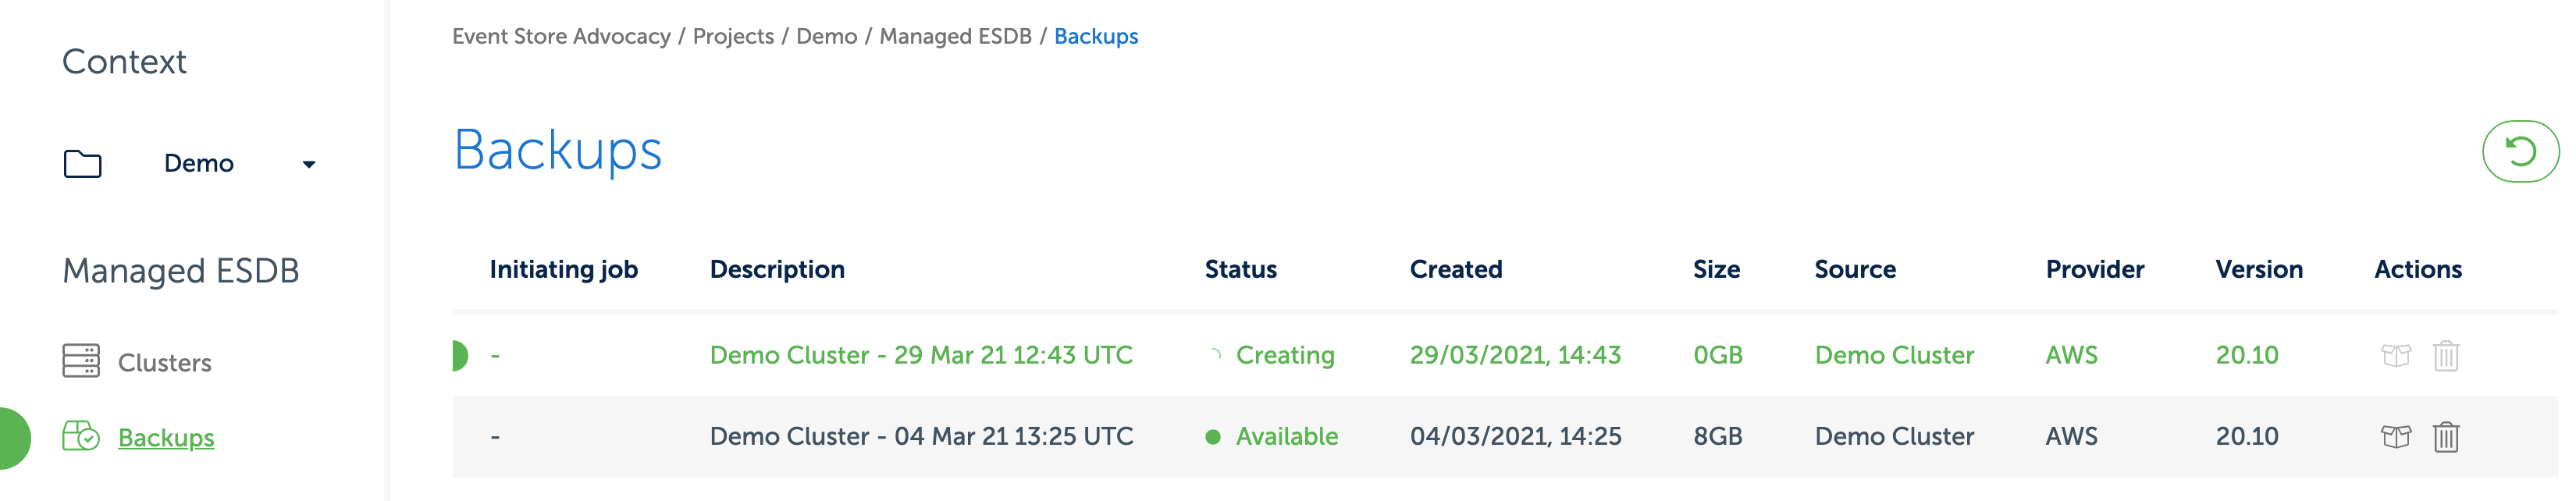 Context
Demo
Managed ESDB
Clusters
Backups
Event Store Advocacy / Projects / Demo / Managed ESDB / Backups
Backups
Initiating job Description Status Created Size Source Provider Version Actions
- Demo Cluster - 29 Mar 21 12:43 UTC Creating 29/03/2021, 14:43 0GB Demo Cluster AWS 20.10
- Demo Cluster - 04 Mar 21 13:25 UTC Available 04/03/2021, 14:25 8GB Demo Cluster AWS 20.10